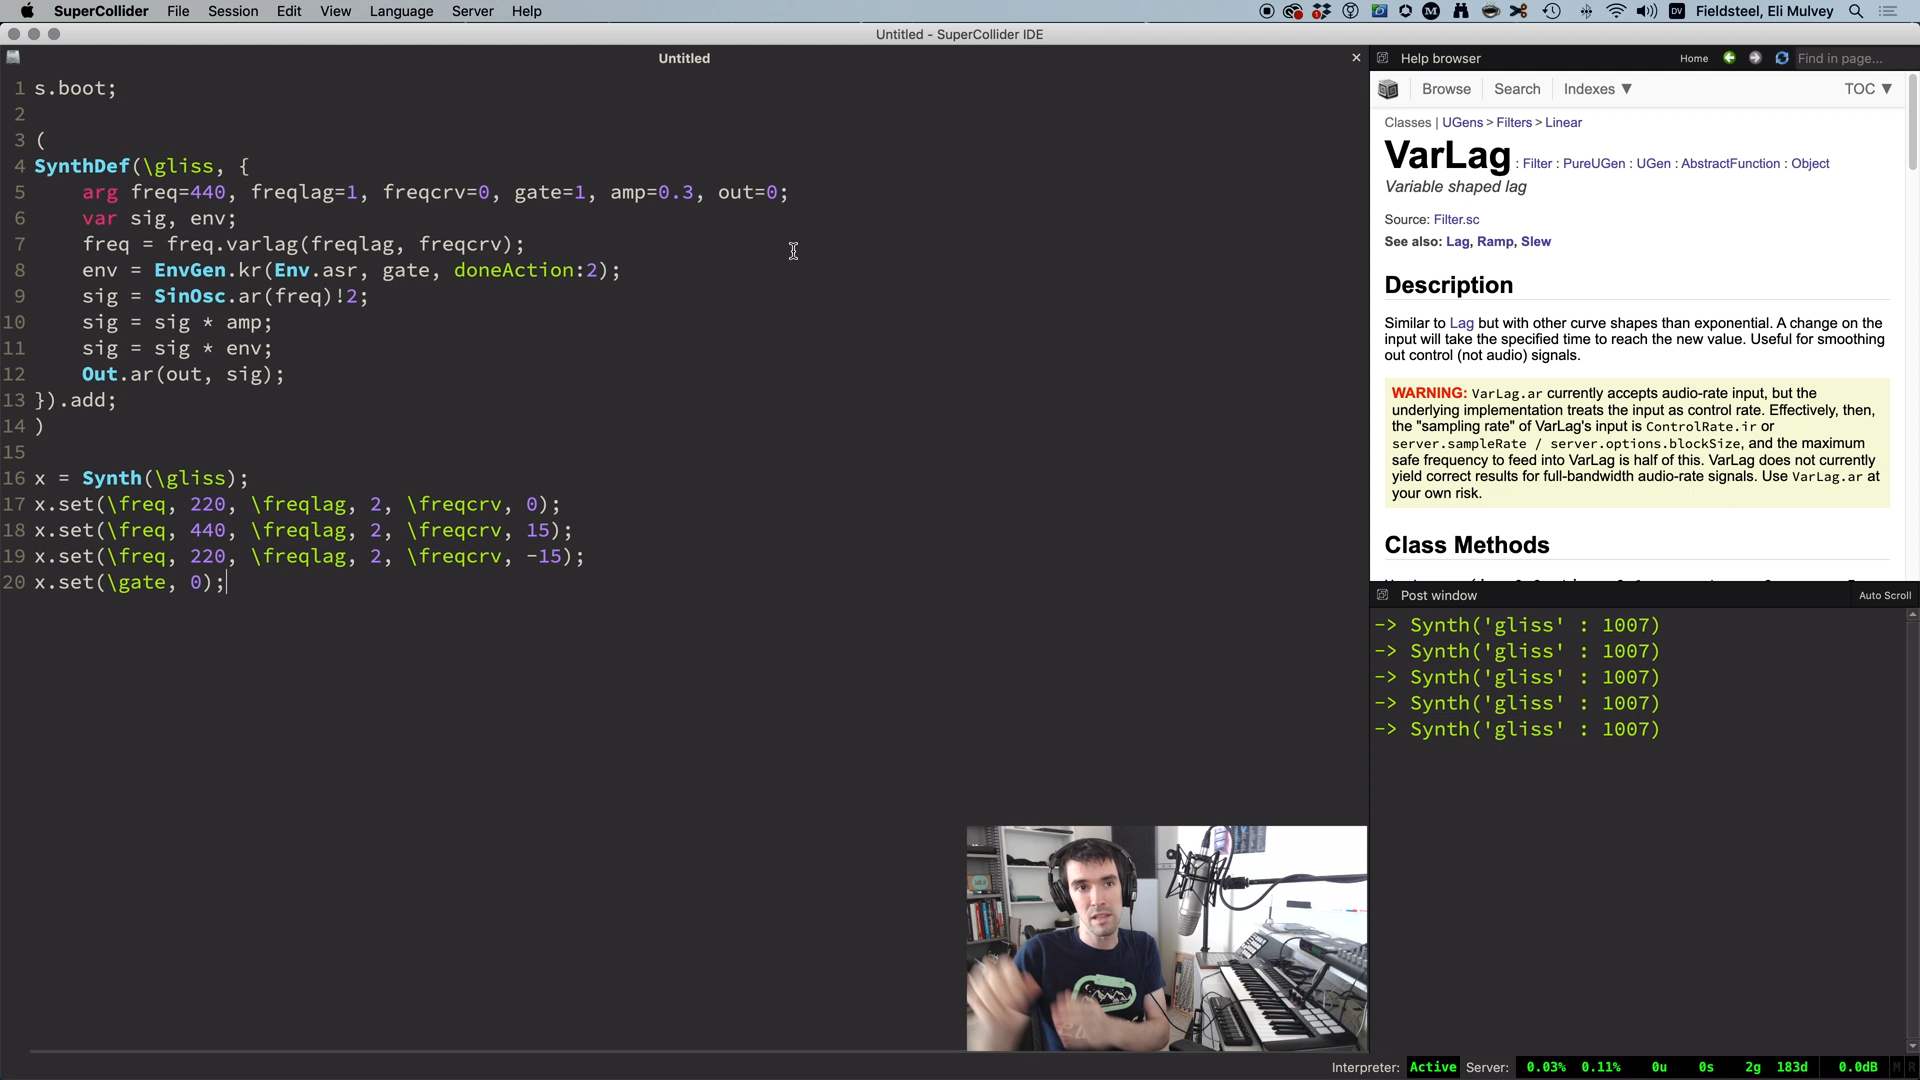 SuperCollider File Session Edit View Language Server Help Fieldsteel, Eli Mulvey
Untitled - SuperCollider IDE
Untitled
1 s.boot;
2
3 (
4 SynthDef(\gliss, {
5 arg freq=440, freqlag=1, freqcrv=0, gate=1, amp=0.3, out=0;
6 var sig, env;
7 freq = freq.varlag(freqlag, freqcrv);
8 env = EnvGen.kr(Env.asr, gate, doneAction:2);
9 sig = SinOsc.ar(freq)!2;
10 sig = sig * amp;
11 sig = sig * env;
12 Out.ar(out, sig);
13 }).add;
14 )
15
16 x = Synth(\gliss);
17 x.set(\freq, 220, \freqlag, 2, \freqcrv, 0);
18 x.set(\freq, 440, \freqlag, 2, \freqcrv, 15);
19 x.set(\freq, 220, \freqlag, 2, \freqcrv, -15);
20 x.set(\gate, 0);
Help browser Home Find in page...
Browse Search Indexes ▼ TOC ▼
Classes | UGens > Filters > Linear
VarLag : Filter : PureUGen : UGen : AbstractFunction : Object
Variable shaped lag
Source: Filter.sc
See also: Lag, Ramp, Slew
Description
Similar to Lag but with other curve shapes than exponential. A change on the
input will take the specified time to reach the new value. Useful for smoothing
out control (not audio) signals.
WARNING: VarLag.ar currently accepts audio-rate input, but the
underlying implementation treats the input as control rate. Effectively, then,
the "sampling rate" of VarLag's input is ControlRate.ir or
server.sampleRate / server.options.blockSize, and the maximum
safe frequency to feed into VarLag is half of this. VarLag does not currently
yield correct results for full-bandwidth audio-rate signals. Use VarLag.ar at
your own risk.
Class Methods
Post window Auto Scroll
-> Synth('gliss' : 1007)
-> Synth('gliss' : 1007)
-> Synth('gliss' : 1007)
-> Synth('gliss' : 1007)
-> Synth('gliss' : 1007)
Interpreter: Active Server: 0.03% 0.11% 0u 0s 2g 183d 0.0dB M R